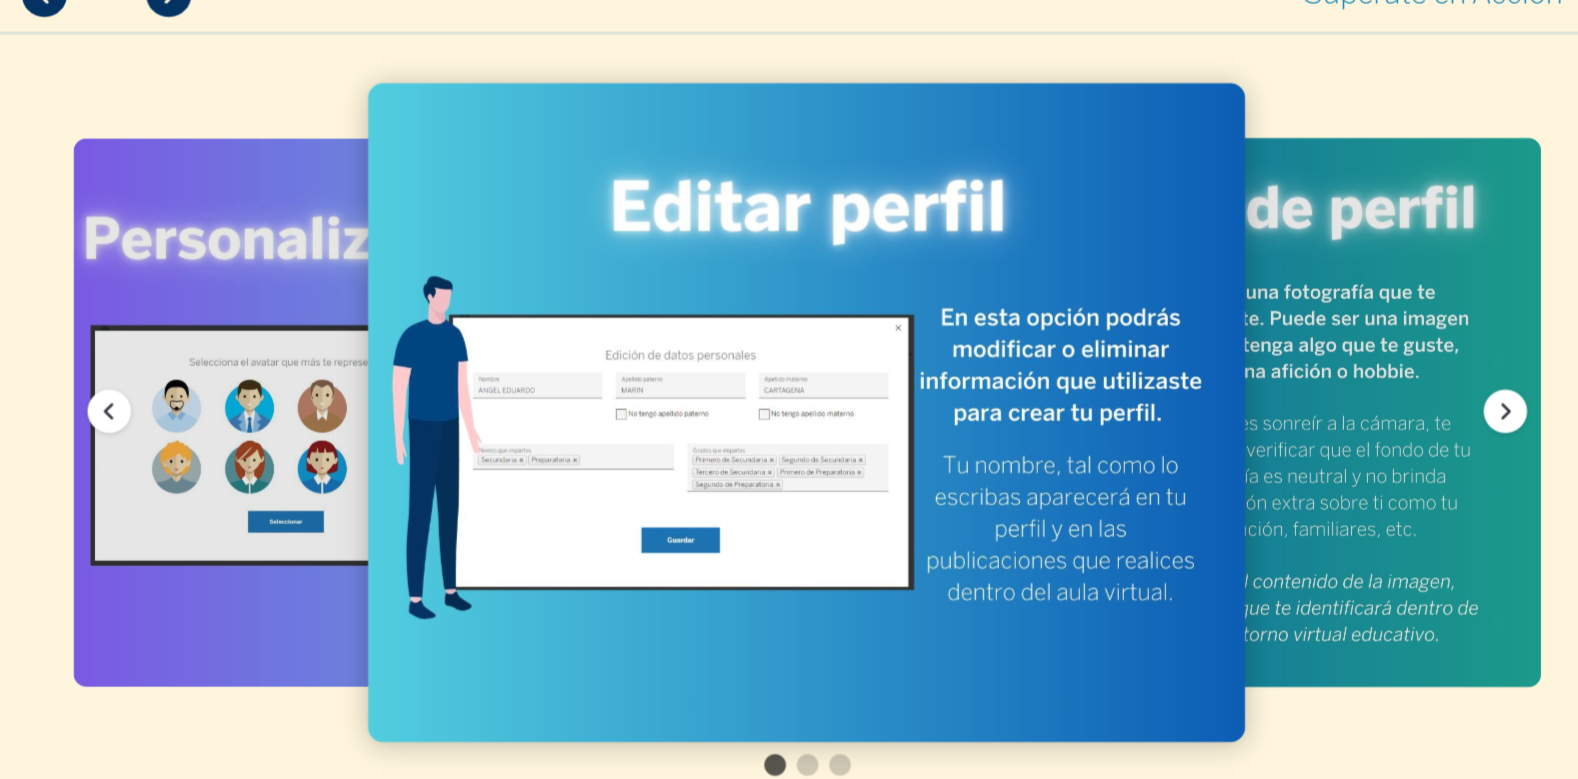 Supérate en Acción
Personaliz
Selecciona el avatar que más te represe
Seleccionar
Editar perfil
Edición de datos personales
Nombre
ANGEL EDUARDO
Apellido paterno
MARIN
Apellido materno
CARTAGENA
No tengo apellido paterno
No tengo apellido materno
Niveles que impartes
Secundaria x Preparatoria x
Grados que impartes
Primero de Secundaria x Segundo de Secundaria x
Tercero de Secundaria x Primero de Preparatoria x
Segundo de Preparatoria x
Guardar
En esta opción podrás
modificar o eliminar
información que utilizaste
para crear tu perfil.
Tu nombre, tal como lo
escribas aparecerá en tu
perfil y en las
publicaciones que realices
dentro del aula virtual.
de perfil
una fotografía que te
te. Puede ser una imagen
tenga algo que te guste,
na afición o hobbie.
es sonreír a la cámara, te
verificar que el fondo de tu
ía es neutral y no brinda
ón extra sobre ti como tu
ución, familiares, etc.
l contenido de la imagen,
que te identificará dentro de
torno virtual educativo.